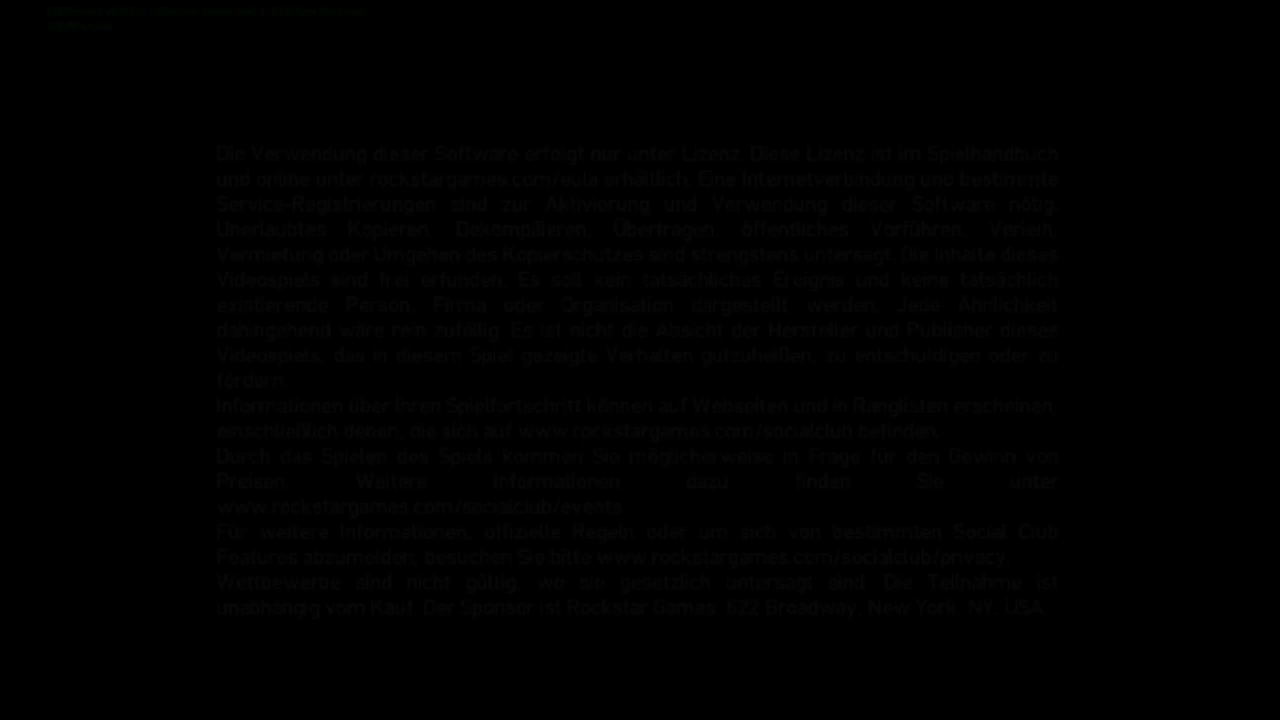 Die Verwendung dieser Software erfolgt nur unter Lizenz. Diese Lizenz ist im Spielhandbuch
und online unter rockstargames.com/eula erhältlich. Eine Internetverbindung und bestimmte
Service-Registrierungen sind zur Aktivierung und Verwendung dieser Software nötig.
Unerlaubtes Kopieren, Dekompilieren, Übertragen, öffentliches Vorführen, Verleih,
Vermietung oder Umgehen des Kopierschutzes sind strengstens untersagt. Die Inhalte dieses
Videospiels sind frei erfunden. Es soll kein tatsächliches Ereignis und keine tatsächlich
existierende Person, Firma oder Organisation dargestellt werden. Jede Ähnlichkeit
dahingehend wäre rein zufällig. Es ist nicht die Absicht der Hersteller und Publisher dieses
Videospiels, das in diesem Spiel gezeigte Verhalten gutzuheißen, zu entschuldigen oder zu
fördern.
Informationen über Ihren Spielfortschritt können auf Webseiten und in Ranglisten erscheinen,
einschließlich denen, die sich auf www.rockstargames.com/socialclub befinden.
Durch das Spielen des Spiels kommen Sie möglicherweise in Frage für den Gewinn von
Preisen. Weitere Informationen dazu finden Sie unter
www.rockstargames.com/socialclub/events.
Für weitere Informationen, offizielle Regeln oder um sich von bestimmten Social Club
Features abzumelden, besuchen Sie bitte www.rockstargames.com/socialclub/privacy.
Wettbewerbe sind nicht gültig, wo sie gesetzlich untersagt sind. Die Teilnahme ist
unabhängig vom Kauf. Der Sponsor ist Rockstar Games, 622 Broadway, New York, NY, USA.